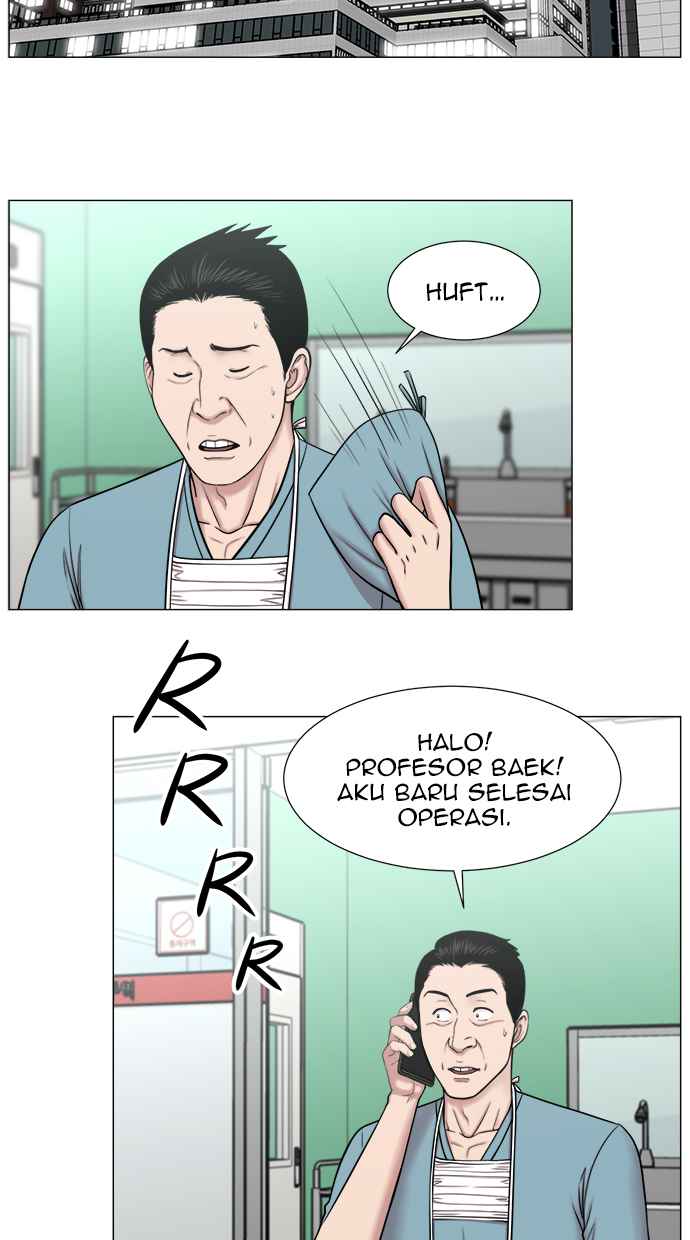 HUFT...
R
R
R
R
HALO!
PROFESOR BAEK!
AKU BARU SELESAI
OPERASI.